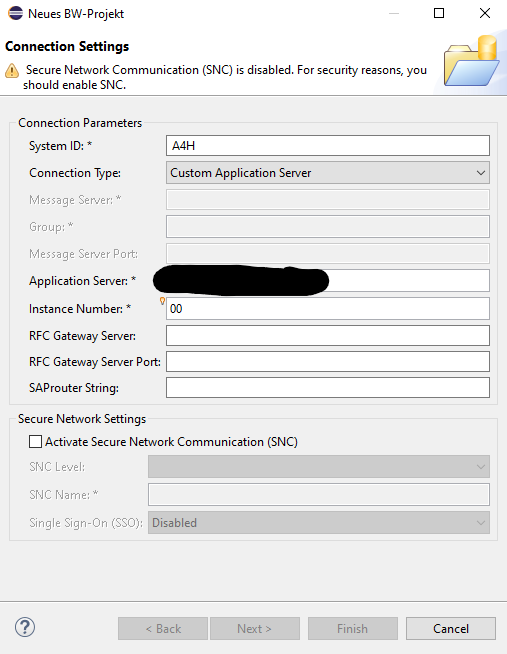 Neues BW-Projekt
Connection Settings
Secure Network Communication (SNC) is disabled. For security reasons, you
should enable SNC.
Connection Parameters
System ID: * A4H
Connection Type: Custom Application Server
Message Server: *
Group: *
Message Server Port:
Application Server: *
Instance Number: * 00
RFC Gateway Server:
RFC Gateway Server Port:
SAProuter String:
Secure Network Settings
Activate Secure Network Communication (SNC)
SNC Level:
SNC Name: *
Single Sign-On (SSO): Disabled
? < Back Next > Finish Cancel